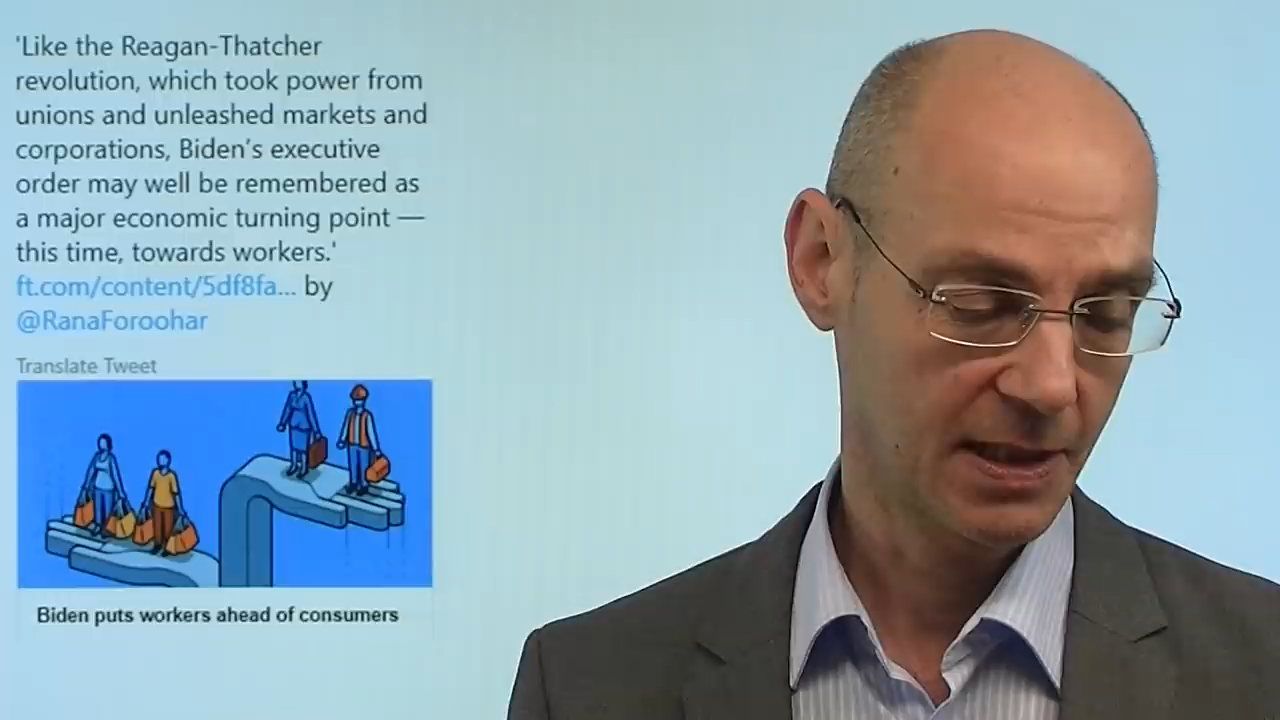 'Like the Reagan-Thatcher
revolution, which took power from
unions and unleashed markets and
corporations, Biden's executive
order may well be remembered as
a major economic turning point —
this time, towards workers.'
ft.com/content/5df8fa... by
@RanaForoohar
Translate Tweet
Biden puts workers ahead of consumers